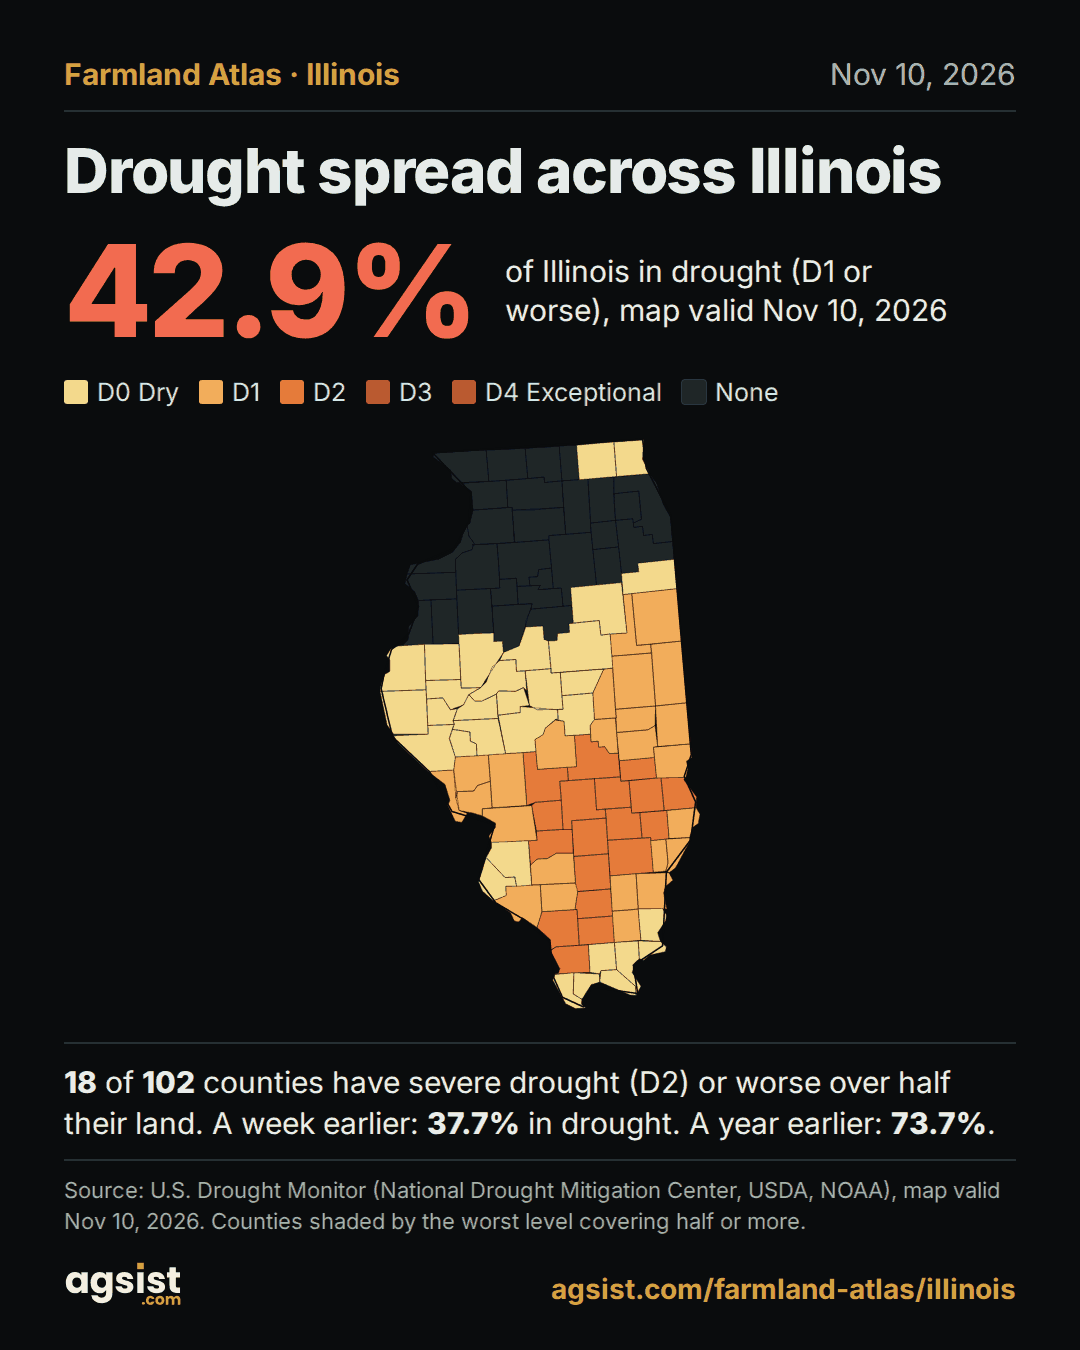 Farmland Atlas · Illinois
Nov 10, 2026
Drought spread across Illinois
42.9%
of Illinois in drought (D1 or
worse), map valid Nov 10, 2026
D0 Dry D1 D2 D3 D4 Exceptional None
18 of 102 counties have severe drought (D2) or worse over half
their land. A week earlier: 37.7% in drought. A year earlier: 73.7%.
Source: U.S. Drought Monitor (National Drought Mitigation Center, USDA, NOAA), map valid
Nov 10, 2026. Counties shaded by the worst level covering half or more.
agsist
.com
agsist.com/farmland-atlas/illinois